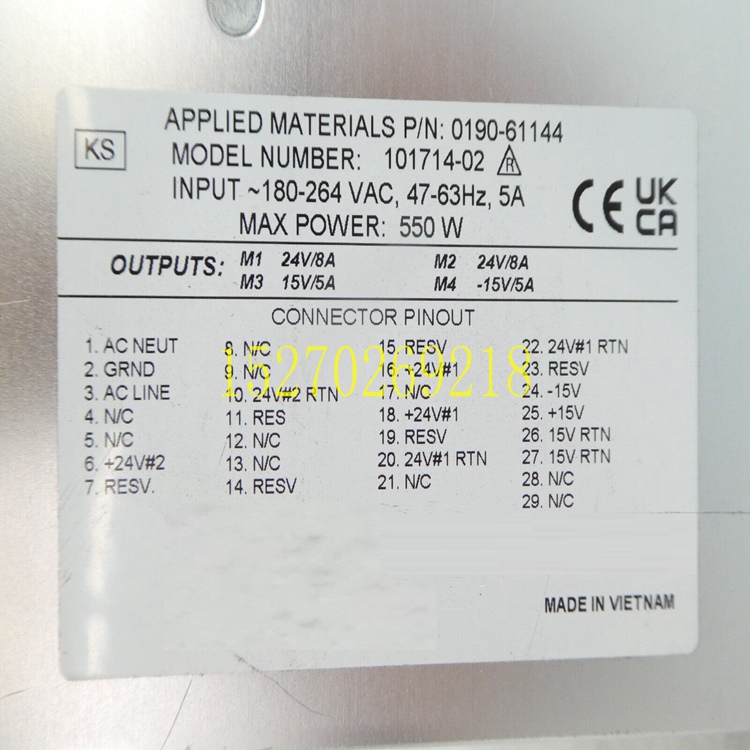 KS
APPLIED MATERIALS P/N: 0190-61144
MODEL NUMBER: 101714-02 R
INPUT ~180-264 VAC, 47-63Hz, 5A
MAX POWER: 550 W
CE UK CA
OUTPUTS: M1 24V/8A M2 24V/8A
M3 15V/5A M4 -15V/5A
CONNECTOR PINOUT
1. AC NEUT
2. GRND
3. AC LINE
4. N/C
5. N/C
6. +24V#2
7. RESV.
8. N/C
9. N/C
10. 24V#2 RTN
11. RES
12. N/C
13. N/C
14. RESV
15. RESV
16. +24V#1
17. N/C
18. +24V#1
19. RESV
20. 24V#1 RTN
21. N/C
22. 24V#1 RTN
23. RESV
24. -15V
25. +15V
26. 15V RTN
27. 15V RTN
28. N/C
29. N/C
15270269218
MADE IN VIETNAM